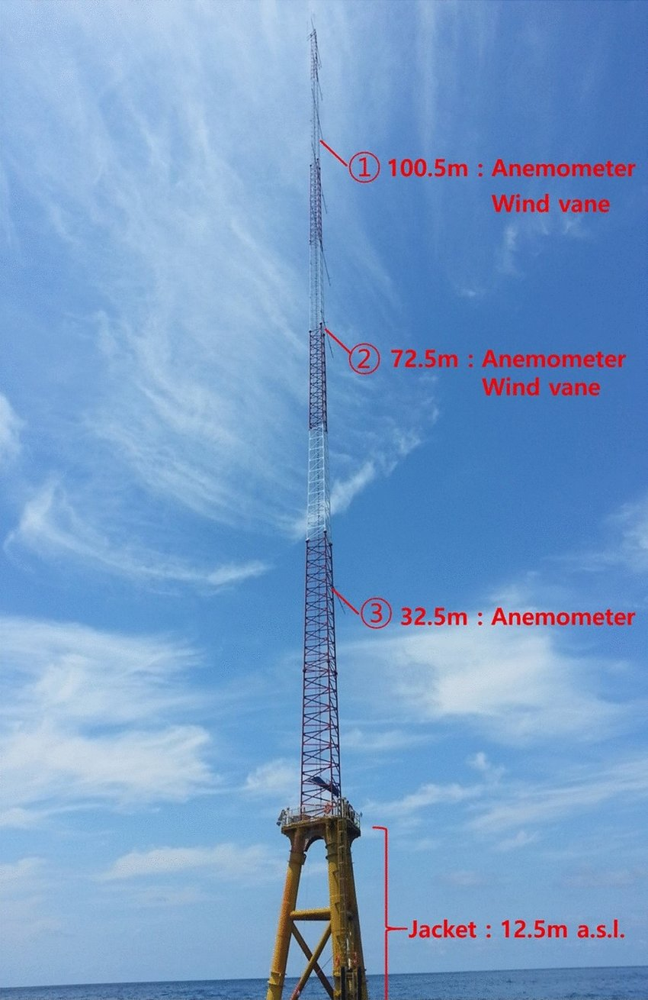 ① 100.5m : Anemometer
Wind vane
② 72.5m : Anemometer
Wind vane
③ 32.5m : Anemometer
Jacket : 12.5m a.s.l.